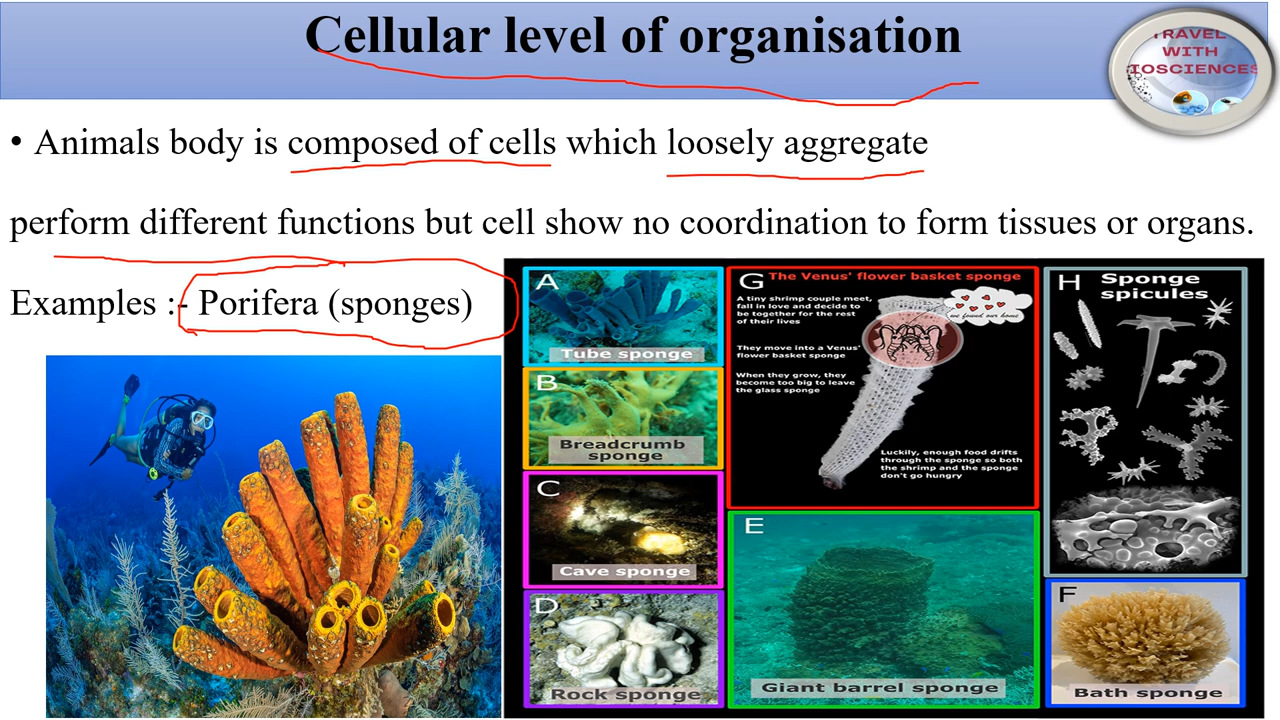 Cellular level of organisation
TRAVEL
WITH
IOSCIENCES
• Animals body is composed of cells which loosely aggregate
perform different functions but cell show no coordination to form tissues or organs.
Examples :- Porifera (sponges)
A
Tube sponge
B
Breadcrumb
sponge
C
Cave sponge
D
Rock sponge
G The Venus' flower basket sponge
A tiny shrimp couple meet,
fall in love and decide to
be together for the rest
of their lives
we found our home
They move into a Venus'
flower basket sponge
When they grow, they
become too big to leave
the glass sponge
Luckily, enough food drifts
through the sponge so both
the shrimp and the sponge
don't go hungry
E
Giant barrel sponge
H Sponge
spicules
F
Bath sponge